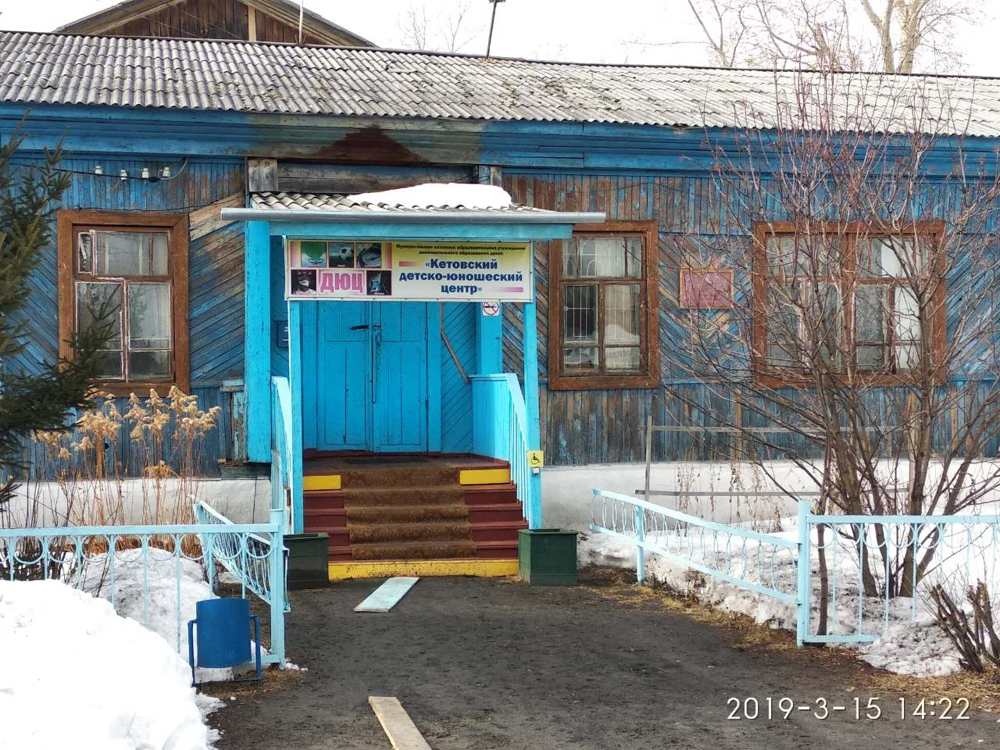 Муниципальное казенное образовательное учреждение
дополнительного образования детей
«Кетовский
детско-юношеский
центр»
ДЮЦ
2019-3-15 14:22